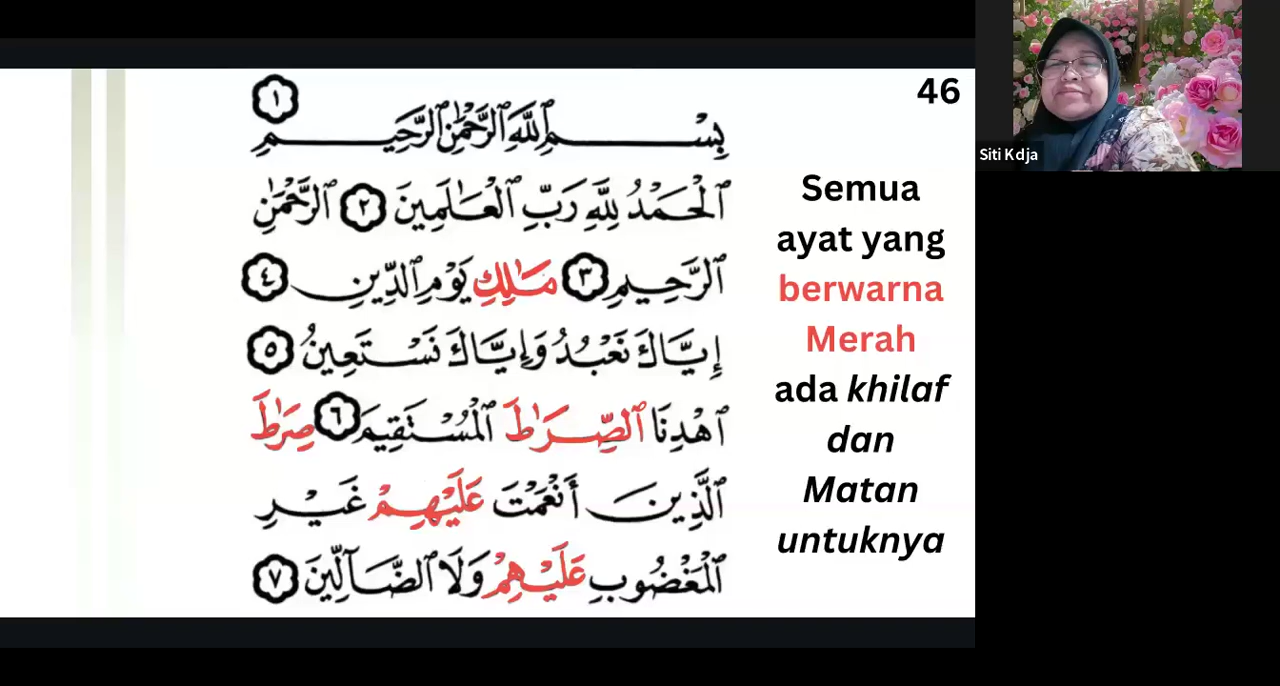 بِسْمِ ٱللَّهِ ٱلرَّحْمَٰنِ ٱلرَّحِيمِ ١
ٱلْحَمْدُ لِلَّهِ رَبِّ ٱلْعَٰلَمِينَ ٢ ٱلرَّحْمَٰنِ
ٱلرَّحِيمِ ٣ مَٰلِكِ يَوْمِ ٱلدِّينِ ٤
إِيَّاكَ نَعْبُدُ وَإِيَّاكَ نَسْتَعِينُ ٥
ٱهْدِنَا ٱلصِّرَٰطَ ٱلْمُسْتَقِيمَ ٦ صِرَٰطَ
ٱلَّذِينَ أَنْعَمْتَ عَلَيْهِمْ غَيْرِ
ٱلْمَغْضُوبِ عَلَيْهِمْ وَلَا ٱلضَّآلِّينَ ٧
46
Semua
ayat yang
berwarna
Merah
ada khilaf
dan
Matan
untuknya
Siti Kdja